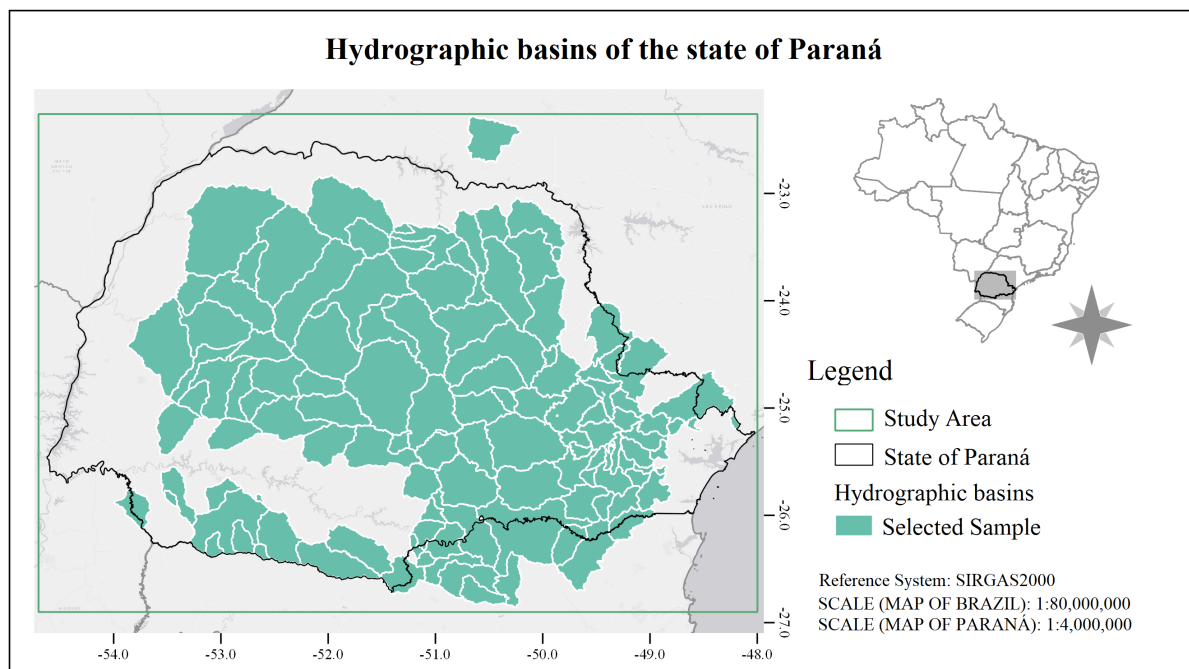 Hydrographic basins of the state of Paraná
SÃO PAULO
-23.0
-24.0
-25.0
-26.0
-27.0
-54.0
-53.0
-52.0
-51.0
-50.0
-49.0
-48.0
Legend
Study Area
State of Paraná
Hydrographic basins
Selected Sample
Reference System: SIRGAS2000
SCALE (MAP OF BRAZIL): 1:80,000,000
SCALE (MAP OF PARANÁ): 1:4,000,000